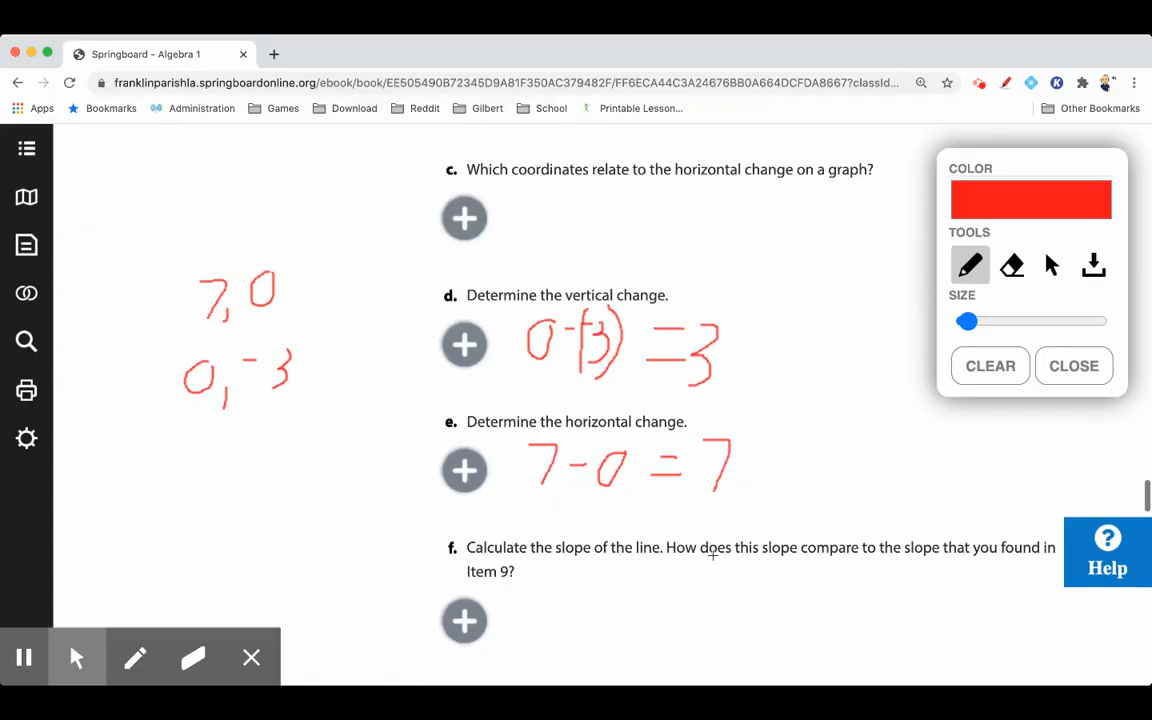 Springboard - Algebra 1
franklinparishla.springboardonline.org/ebook/book/EE505490B72345D9A81F350AC379482F/FF6ECA44C3A24676BB0A664DCFDA8667?classId...
Apps Bookmarks Administration Games Download Reddit Gilbert School Printable Lesson... Other Bookmarks
c. Which coordinates relate to the horizontal change on a graph?
7, 0
0, -3
d. Determine the vertical change.
0 - (-3) = 3
e. Determine the horizontal change.
7 - 0 = 7
f. Calculate the slope of the line. How does this slope compare to the slope that you found in
Item 9?
COLOR
TOOLS
SIZE
CLEAR CLOSE
?
Help